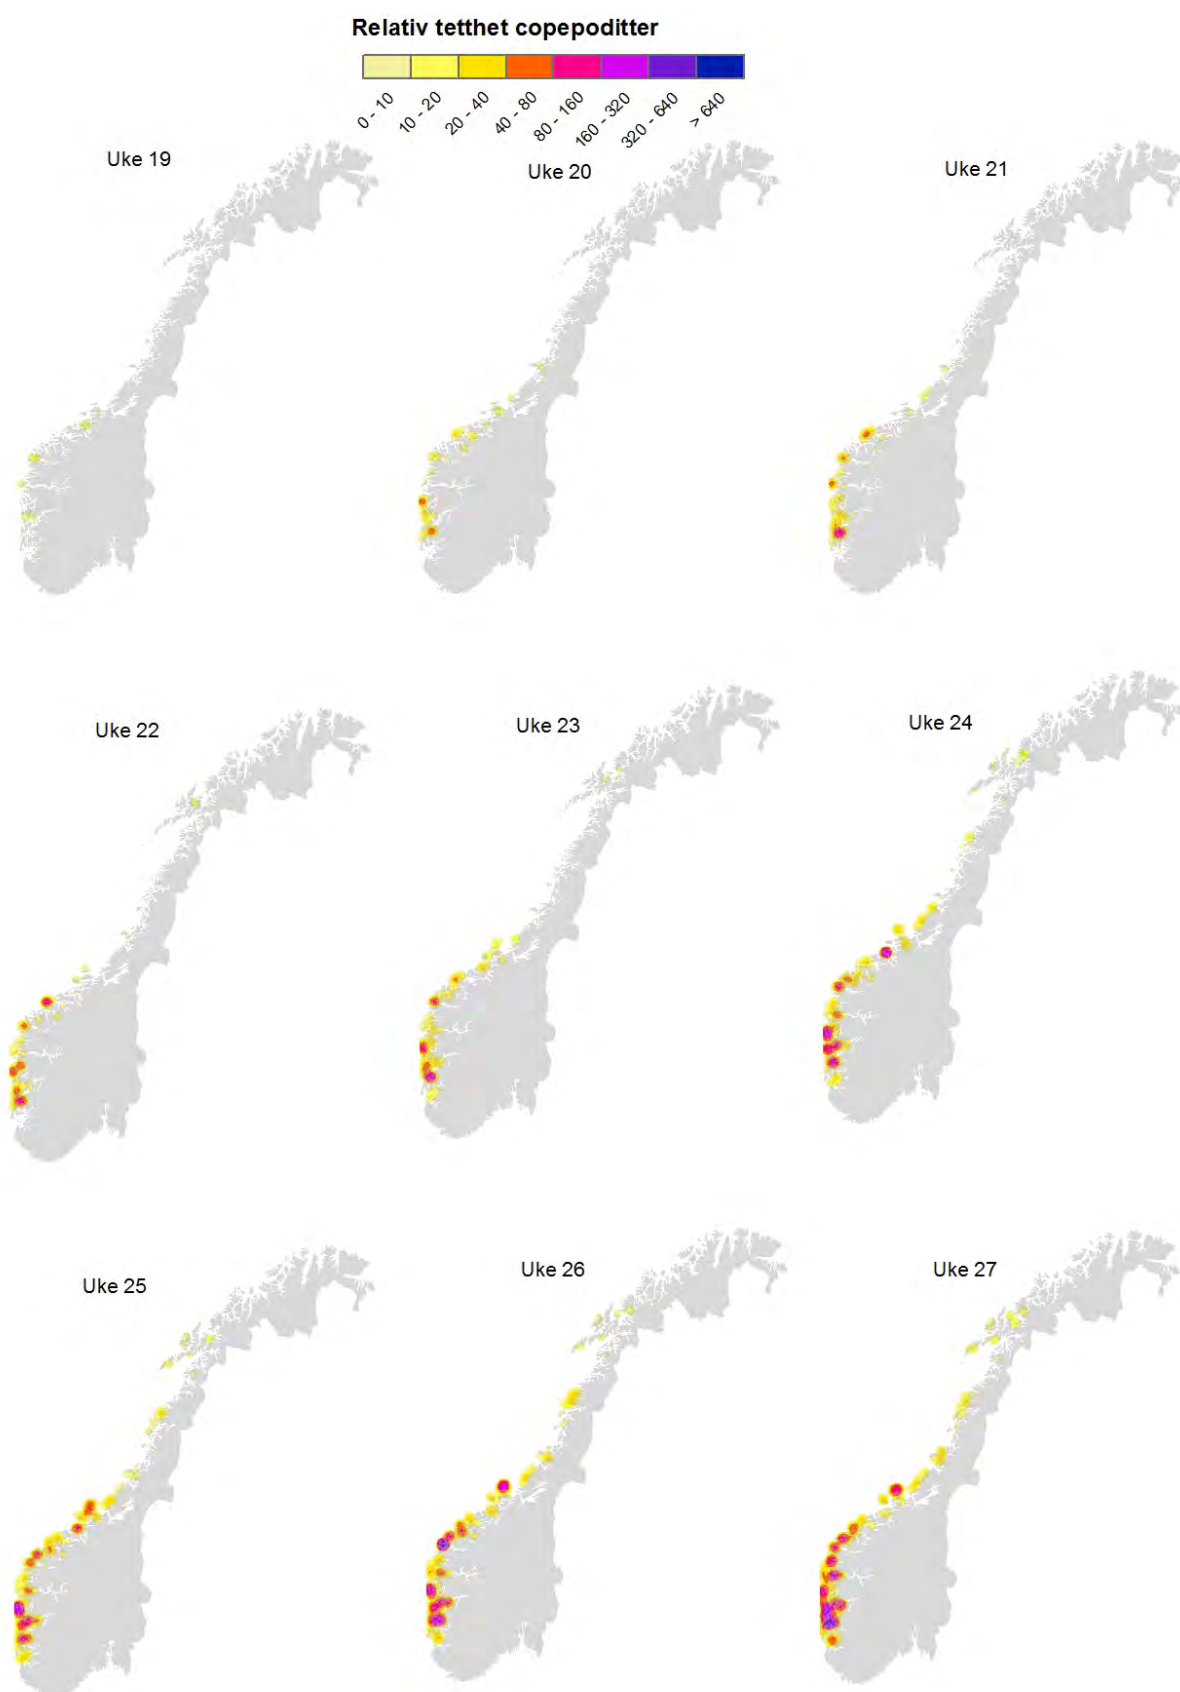 Relativ tetthet copepoditter
0 - 10
10 - 20
20 - 40
40 - 80
80 - 160
160 - 320
320 - 640
> 640
Uke 19
Uke 20
Uke 21
Uke 22
Uke 23
Uke 24
Uke 25
Uke 26
Uke 27